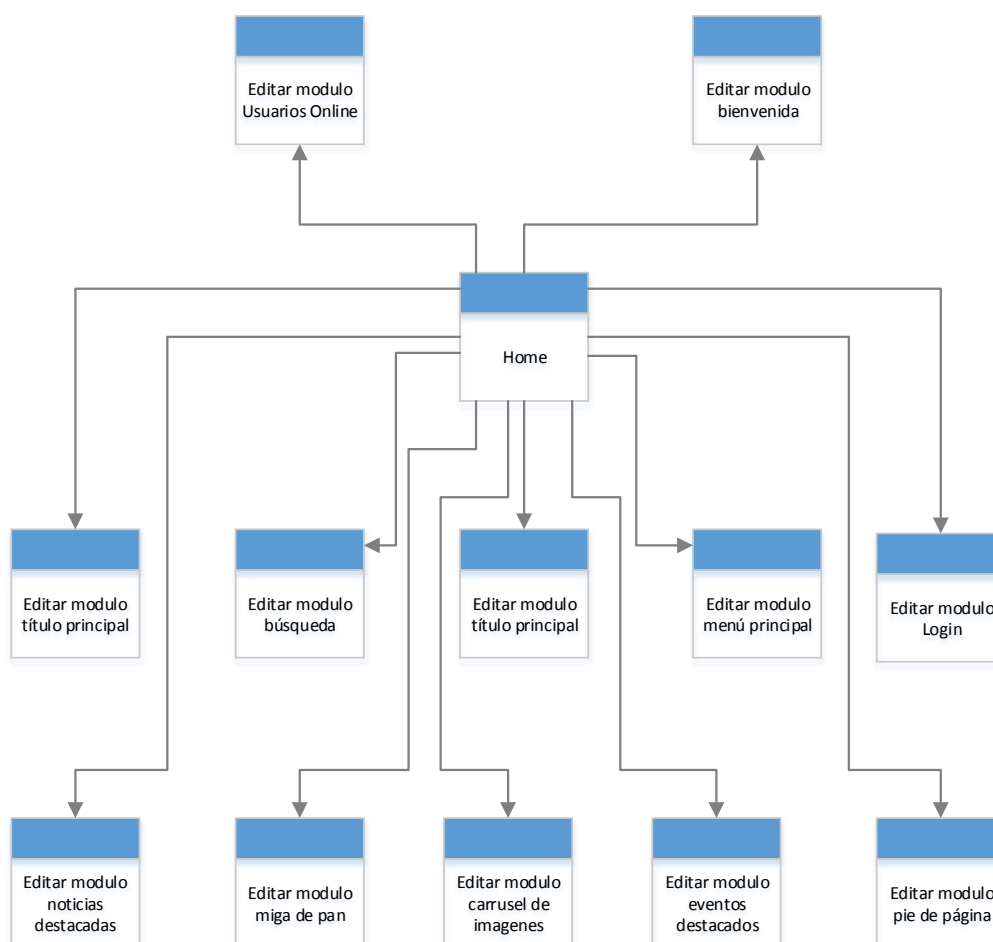 Editar modulo
Usuarios Online
Editar modulo
bienvenida
Home
Editar modulo
título principal
Editar modulo
búsqueda
Editar modulo
título principal
Editar modulo
menú principal
Editar modulo
Login
Editar modulo
noticias
destacadas
Editar modulo
miga de pan
Editar modulo
carrusel de
imagenes
Editar modulo
eventos
destacados
Editar modulo
pie de página